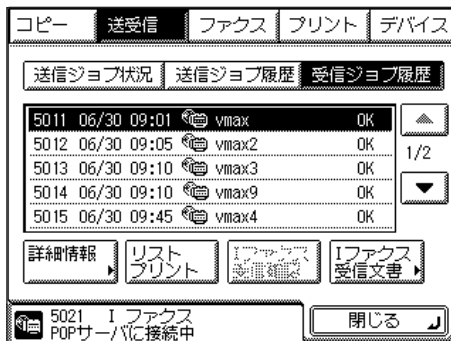 コピー 送受信 ファクス プリント デバイス
送信ジョブ状況 送信ジョブ履歴 受信ジョブ履歴
5011 06/30 09:01 vmax OK
5012 06/30 09:05 vmax2 OK
5013 06/30 09:10 vmax3 OK
5014 06/30 09:10 vmax9 OK
5015 06/30 09:45 vmax4 OK
1/2
詳細情報 リスト Iファクス Iファクス
プリント 受信確認 受信文書
5021 I ファクス
POPサーバに接続中
閉じる